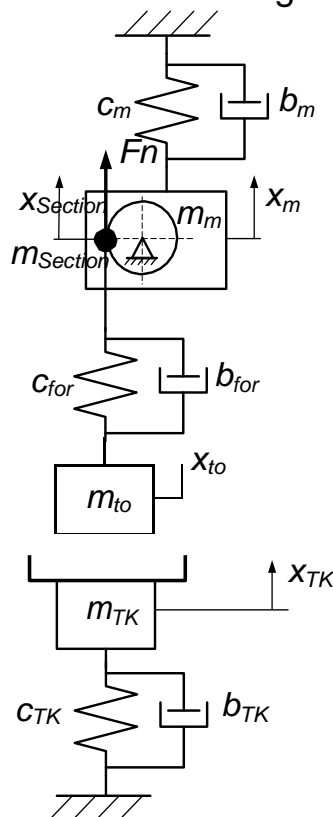 c_m b_m
Fn
x_Section x_m
m_m
m_Section
c_for b_for
x_to
m_to
x_TK
m_TK
c_TK b_TK